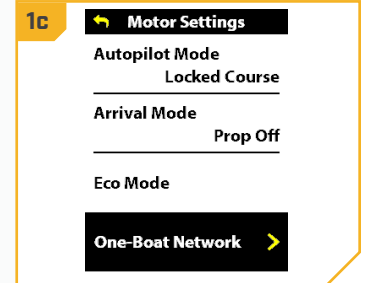 1c
Motor Settings
Autopilot Mode
Locked Course
Arrival Mode
Prop Off
Eco Mode
One-Boat Network